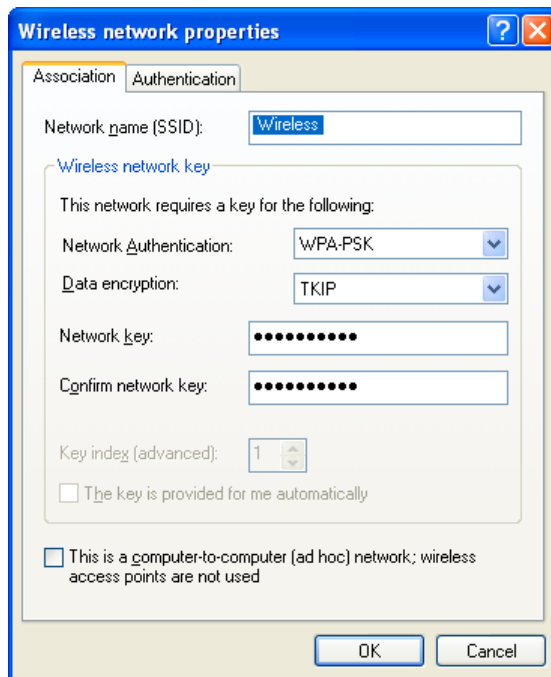 Wireless network properties
Association Authentication
Network name (SSID): Wireless
Wireless network key
This network requires a key for the following:
Network Authentication: WPA-PSK
Data encryption: TKIP
Network key: ●●●●●●●●●●
Confirm network key: ●●●●●●●●●●
Key index (advanced): 1
The key is provided for me automatically
This is a computer-to-computer (ad hoc) network; wireless
access points are not used
OK Cancel